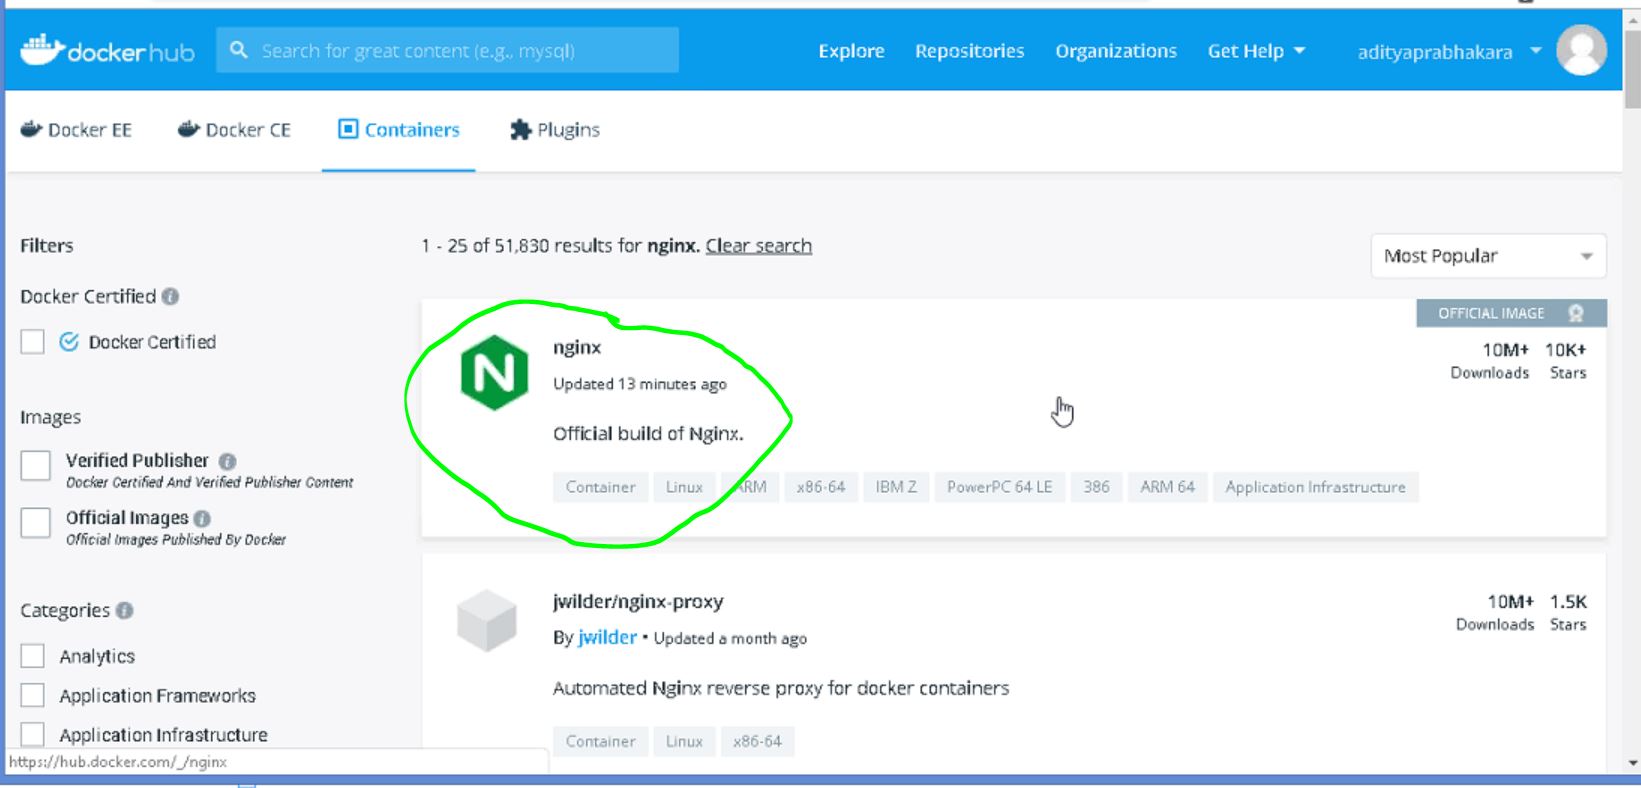 dockerhub
Search for great content (e.g., mysql)
Explore
Repositories
Organizations
Get Help
adityaprabhakara
Docker EE
Docker CE
Containers
Plugins
Filters
Docker Certified
Docker Certified
Images
Verified Publisher
Docker Certified And Verified Publisher Content
Official Images
Official Images Published By Docker
Categories
Analytics
Application Frameworks
Application Infrastructure
https://hub.docker.com/_/nginx
1 - 25 of 51,830 results for nginx. Clear search
Most Popular
OFFICIAL IMAGE
N
nginx
Updated 13 minutes ago
Official build of Nginx.
10M+ 10K+
Downloads Stars
Container Linux ARM x86-64 IBM Z PowerPC 64 LE 386 ARM 64 Application Infrastructure
jwilder/nginx-proxy
By jwilder • Updated a month ago
Automated Nginx reverse proxy for docker containers
10M+ 1.5K
Downloads Stars
Container Linux x86-64